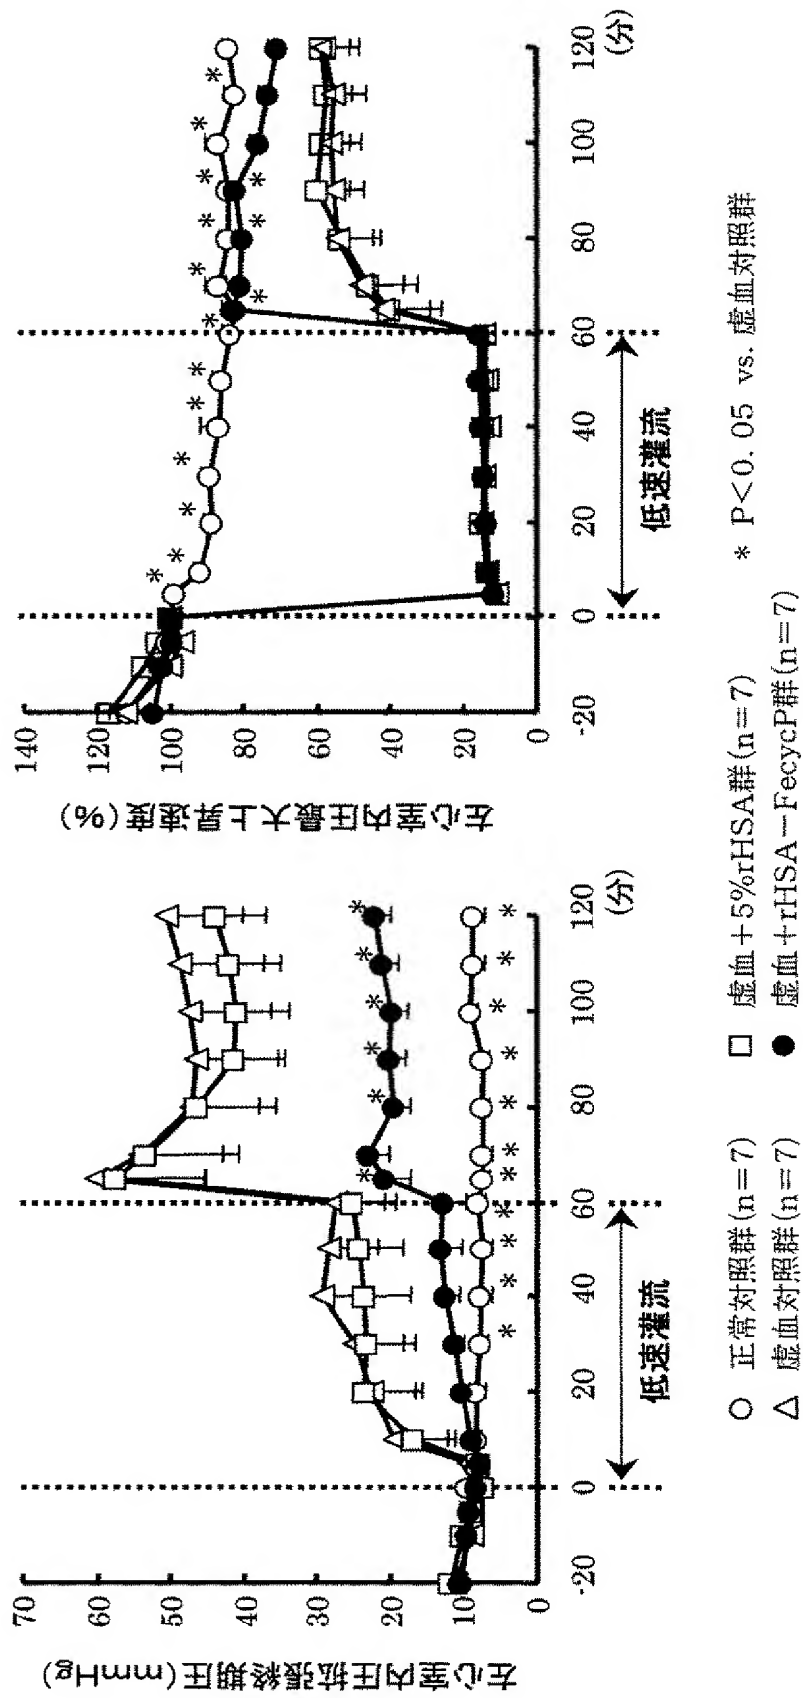 左心室内圧拡張終期圧(mmHg)
70
60
50
40
30
20
10
0
-20
0
20
40
60
80
100
120
(分)
低速灌流
* * * * * * * * * * *
* * * * * *
左心室内圧最大上昇速度(%)
140
120
100
80
60
40
20
0
-20
0
20
40
60
80
100
120
(分)
低速灌流
* * * * * * * * * * * *
* * *
○ 正常対照群(n=7)
□ 虚血+5%rHSA群(n=7)
* P<0.05 vs. 虚血対照群
△ 虚血対照群(n=7)
● 虚血+rHSA-FecycP群(n=7)